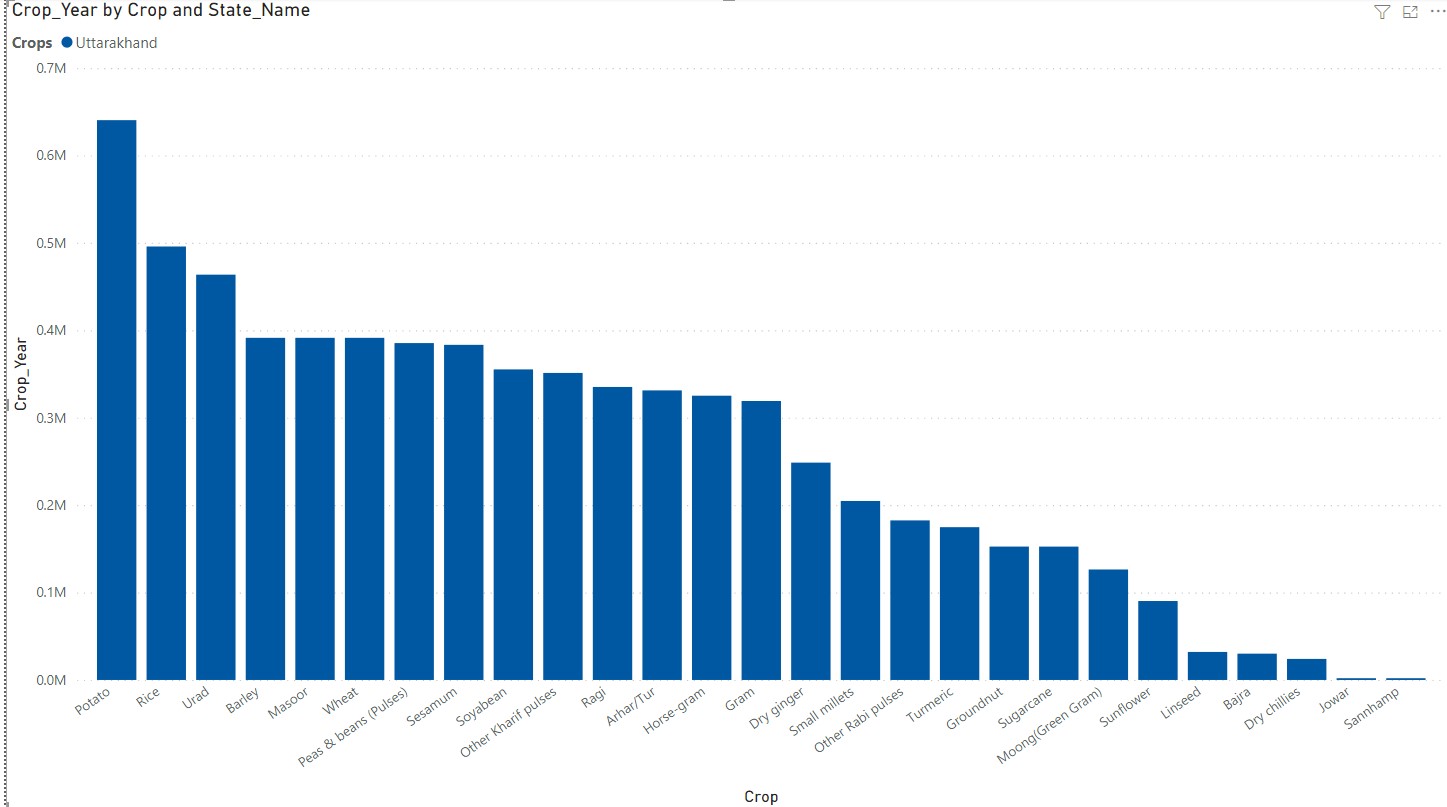 Crop_Year by Crop and State_Name
Crops Uttarakhand
0.7M
0.6M
0.5M
0.4M
0.3M
0.2M
0.1M
0.0M
Crop_Year
Potato
Rice
Urad
Barley
Masoor
Wheat
Peas & beans (Pulses)
Sesamum
Soyabean
Other Kharif pulses
Ragi
Arhar/Tur
Horse-gram
Gram
Dry ginger
Small millets
Other Rabi pulses
Turmeric
Groundnut
Sugarcane
Moong(Green Gram)
Sunflower
Linseed
Bajra
Dry chillies
Jowar
Sannhamp
Crop